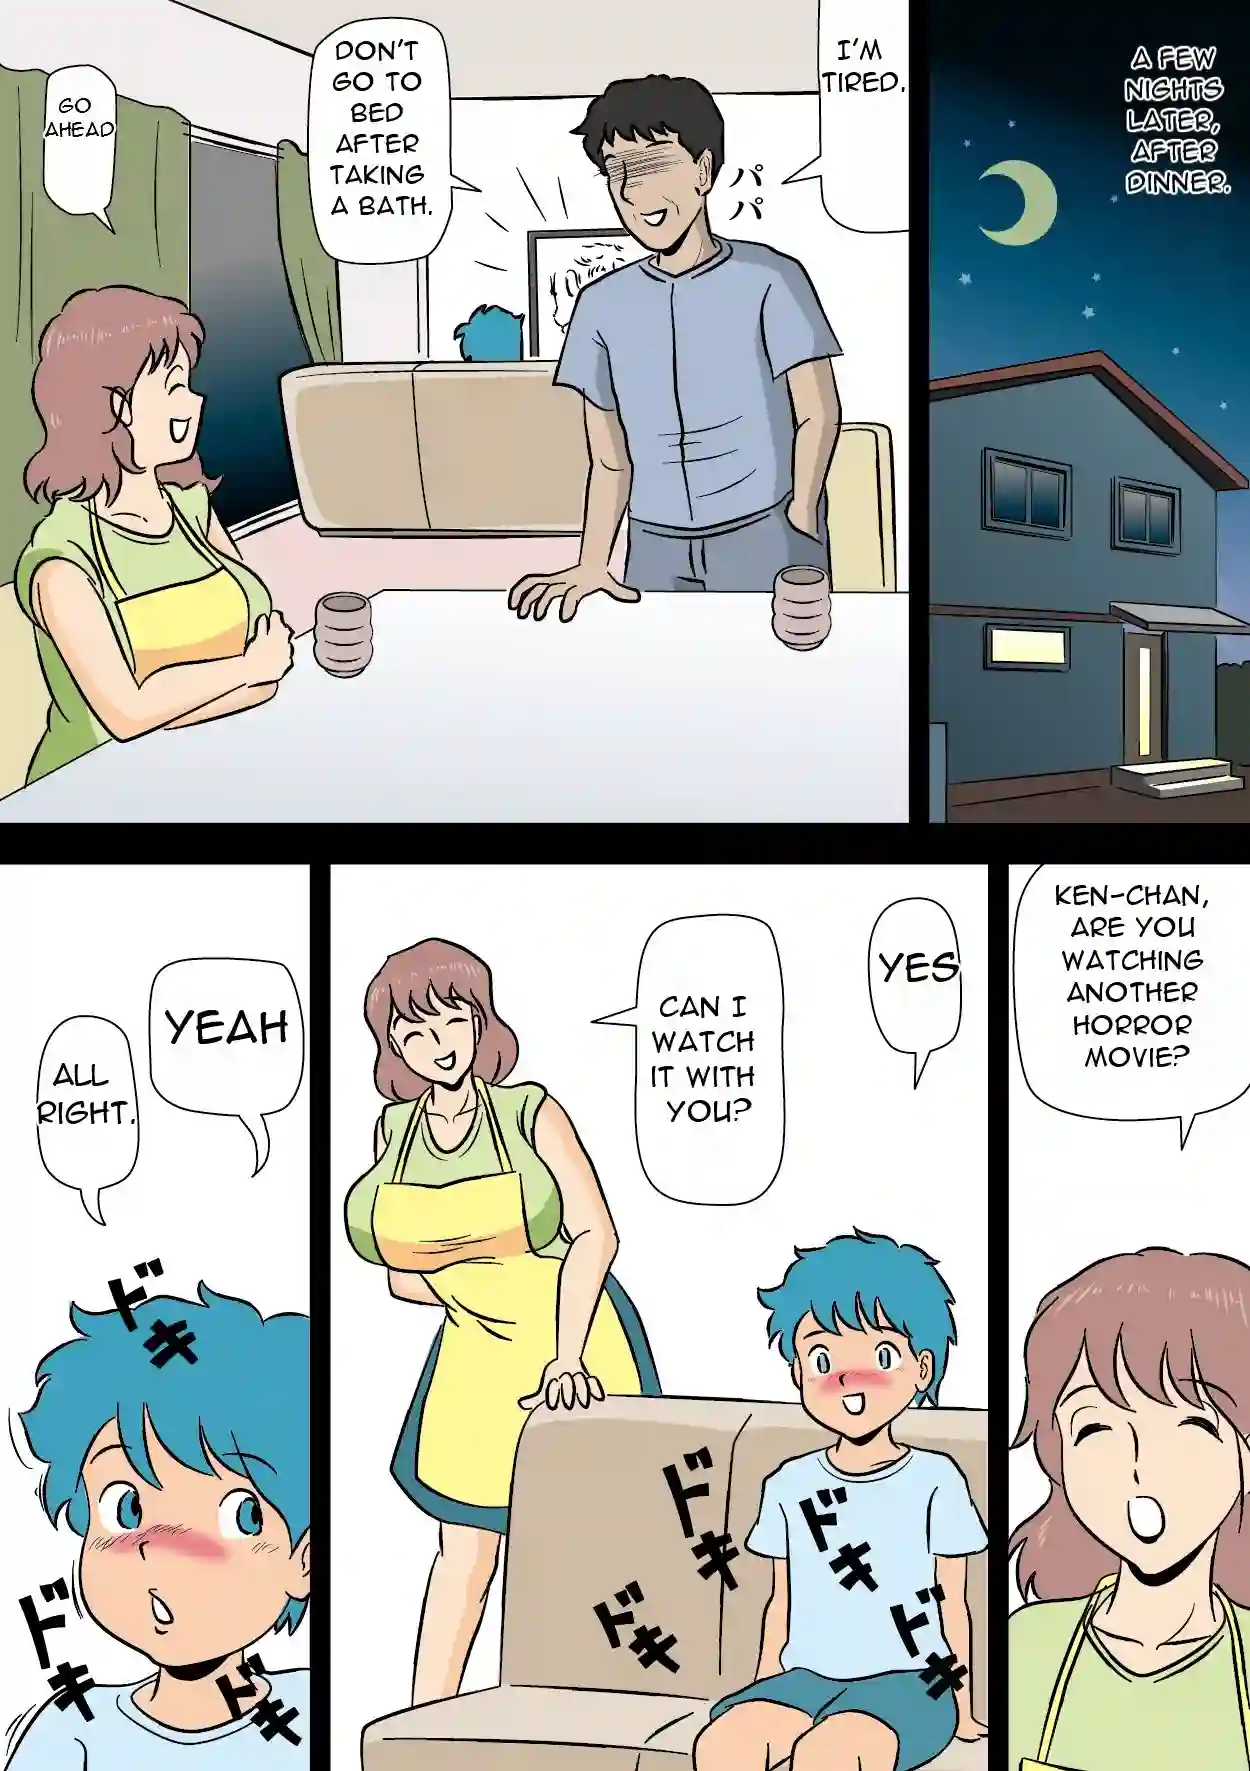 A FEW
NIGHTS
LATER,
AFTER
DINNER.
I'M
TIRED.
パパ
DON'T
GO TO
BED
AFTER
TAKING
A BATH.
GO
AHEAD
KEN-CHAN,
ARE YOU
WATCHING
ANOTHER
HORROR
MOVIE?
YES
CAN I
WATCH
IT WITH
YOU?
ドキ
ドキ
ドキ
ドキ
YEAH
ALL
RIGHT.
ドキ
ドキ
ドキ